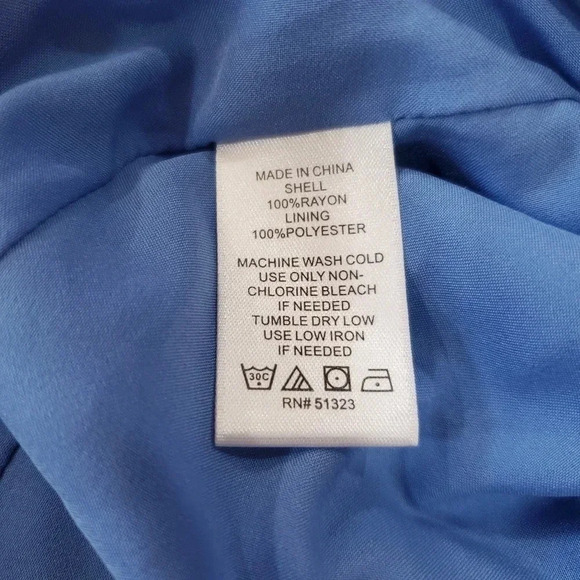 MADE IN CHINA
SHELL
100%RAYON
LINING
100%POLYESTER
MACHINE WASH COLD
USE ONLY NON-
CHLORINE BLEACH
IF NEEDED
TUMBLE DRY LOW
USE LOW IRON
IF NEEDED
30C
RN# 51323